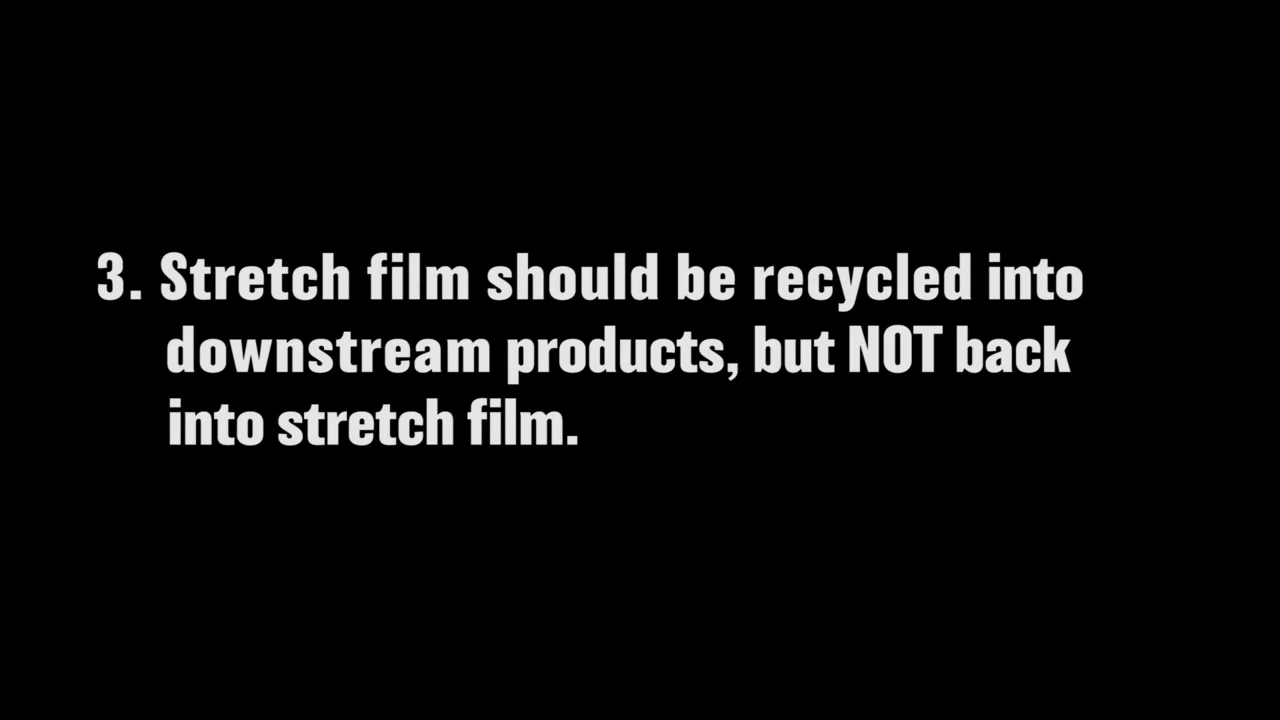 3. Stretch film should be recycled into
downstream products, but NOT back
into stretch film.